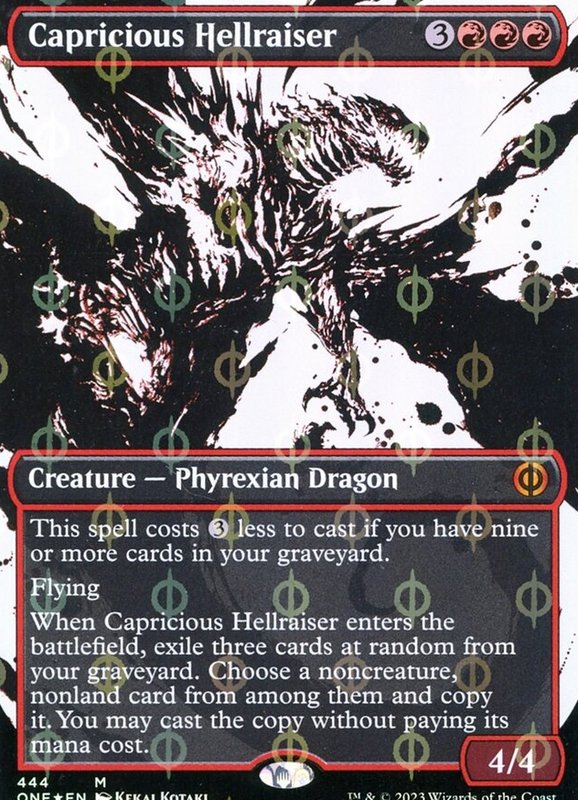 Capricious Hellraiser 3
Creature — Phyrexian Dragon
This spell costs 3 less to cast if you have nine
or more cards in your graveyard.
Flying
When Capricious Hellraiser enters the
battlefield, exile three cards at random from
your graveyard. Choose a noncreature,
nonland card from among them and copy
it. You may cast the copy without paying its
mana cost.
4/4
444 M
ONE★EN KEKAI KOTAKI ™ & © 2023 Wizards of the Coast